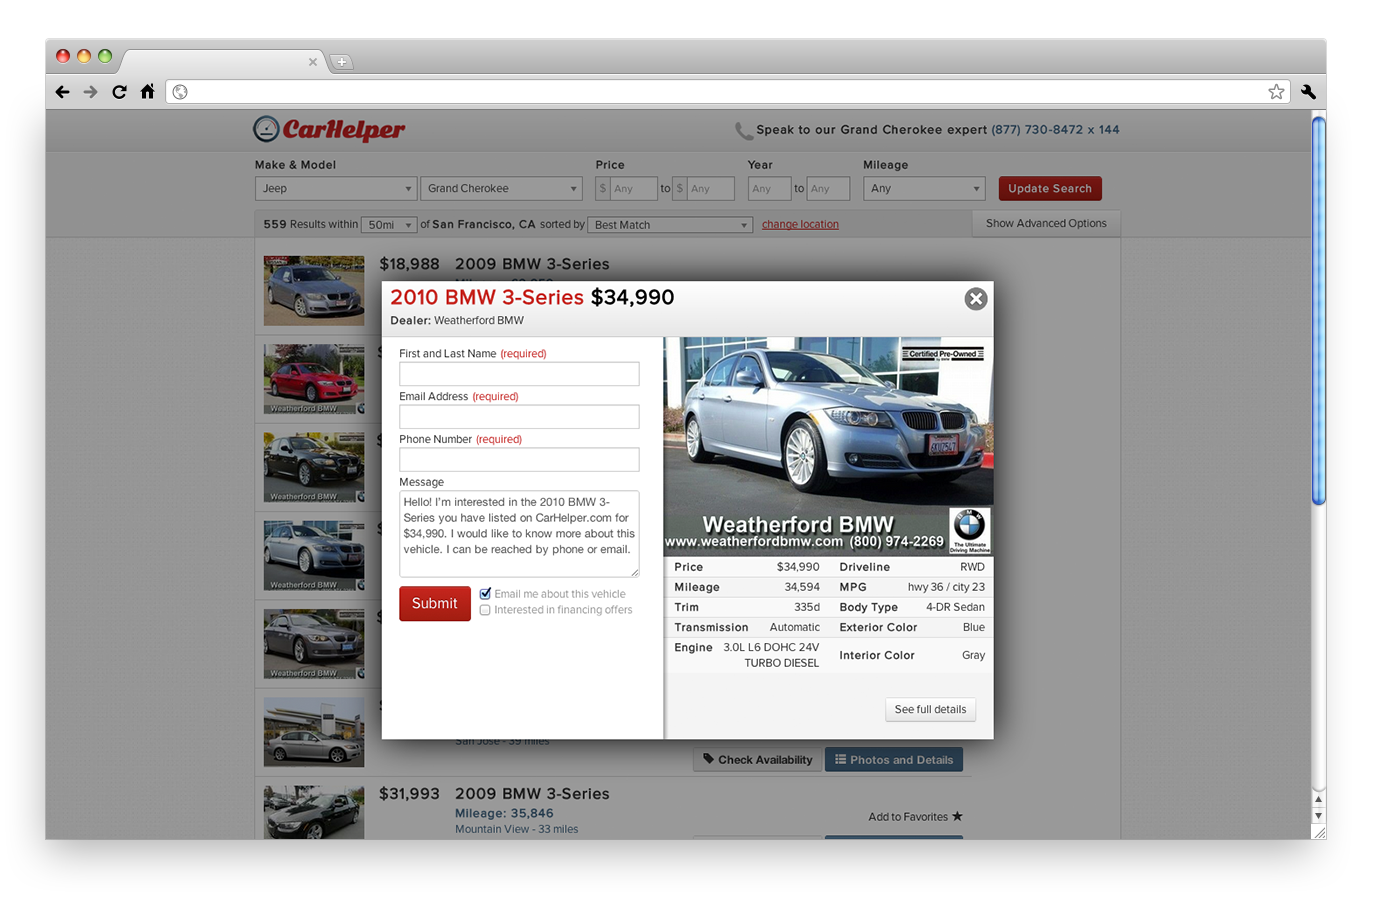 CarHelper
Speak to our Grand Cherokee expert (877) 730-8472 x 144
Make & Model
Price
Year
Mileage
Jeep
Grand Cherokee
$ Any to $ Any
Any to Any
Any
Update Search
559 Results within 50mi of San Francisco, CA sorted by Best Match change location
Show Advanced Options
$18,988 2009 BMW 3-Series
2010 BMW 3-Series $34,990
Dealer: Weatherford BMW
First and Last Name (required)
Email Address (required)
Phone Number (required)
Message
Hello! I'm interested in the 2010 BMW 3-
Series you have listed on CarHelper.com for
$34,990. I would like to know more about this
vehicle. I can be reached by phone or email.
Submit
Email me about this vehicle
Interested in financing offers
Certified Pre-Owned
by BMW
Weatherford BMW
www.weatherfordbmw.com (800) 974-2269
BMW
The Ultimate
Driving Machine
Price $34,990 Driveline RWD
Mileage 34,594 MPG hwy 36 / city 23
Trim 335d Body Type 4-DR Sedan
Transmission Automatic Exterior Color Blue
Engine 3.0L L6 DOHC 24V
TURBO DIESEL
Interior Color Gray
See full details
Weatherford BMW
Weatherford BMW
Weatherford BMW
Weatherford BMW
San Jose - 39 miles
Check Availability
Photos and Details
$31,993 2009 BMW 3-Series
Mileage: 35,846
Mountain View - 33 miles
Add to Favorites